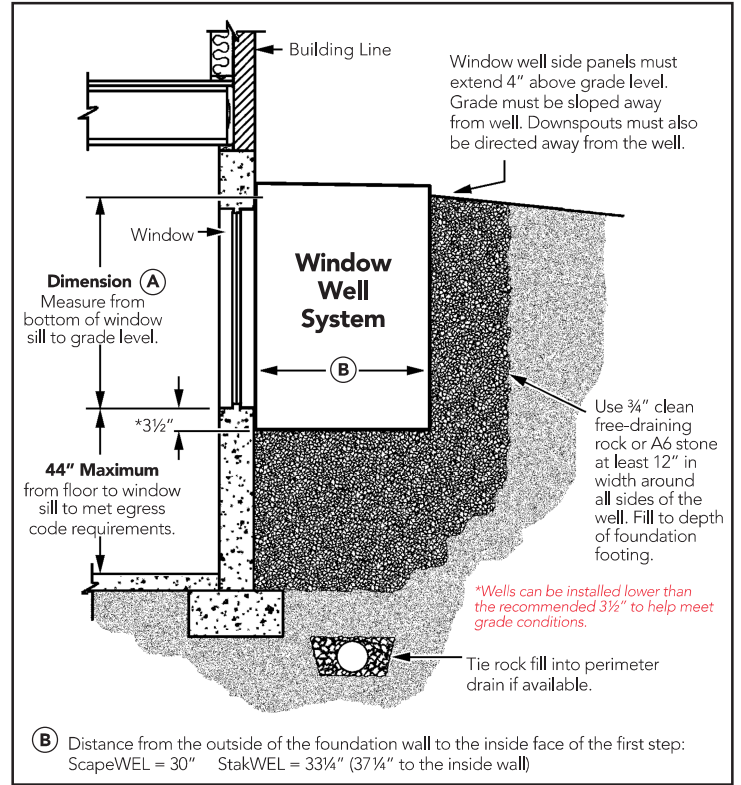 Building Line
Window well side panels must
extend 4" above grade level.
Grade must be sloped away
from well. Downspouts must also
be directed away from the well.
Window
Dimension (A)
Measure from
bottom of window
sill to grade level.
Window
Well
System
B
*3½"
44" Maximum
from floor to window
sill to meet egress
code requirements.
Use ¾" clean
free-draining
rock or A6 stone
at least 12" in
width around
all sides of the
well. Fill to depth
of foundation
footing.
*Wells can be installed lower than
the recommended 3½" to help meet
grade conditions.
Tie rock fill into perimeter
drain if available.
B Distance from the outside of the foundation wall to the inside face of the first step:
ScapeWEL = 30" StakWEL = 33¼" (37¼" to the inside wall)